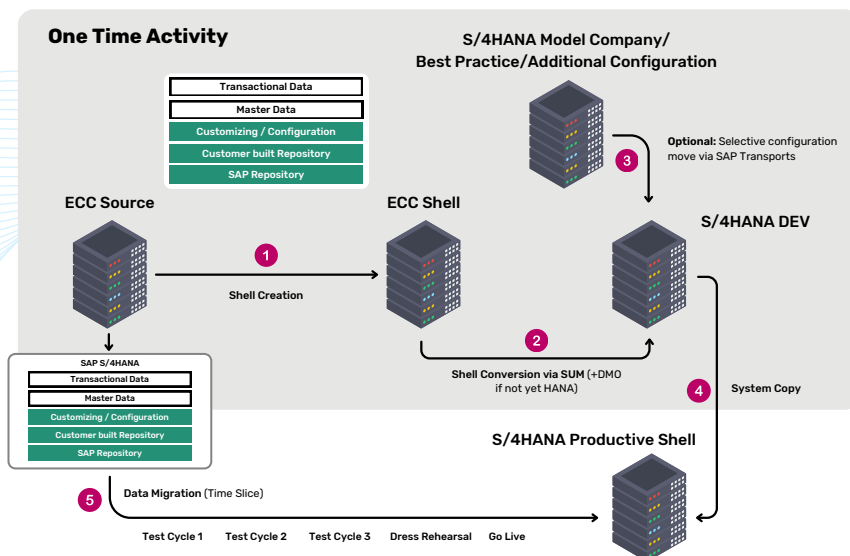 One Time Activity
S/4HANA Model Company/
Best Practice/Additional Configuration
Transactional Data
Master Data
Customizing / Configuration
Customer built Repository
SAP Repository
3
Optional: Selective configuration
move via SAP Transports
ECC Source
ECC Shell
S/4HANA DEV
1
Shell Creation
2
Shell Conversion via SUM (+DMO
if not yet HANA)
4
System Copy
SAP S/4HANA
Transactional Data
Master Data
Customizing / Configuration
Customer built Repository
SAP Repository
S/4HANA Productive Shell
5
Data Migration (Time Slice)
Test Cycle 1
Test Cycle 2
Test Cycle 3
Dress Rehearsal
Go Live